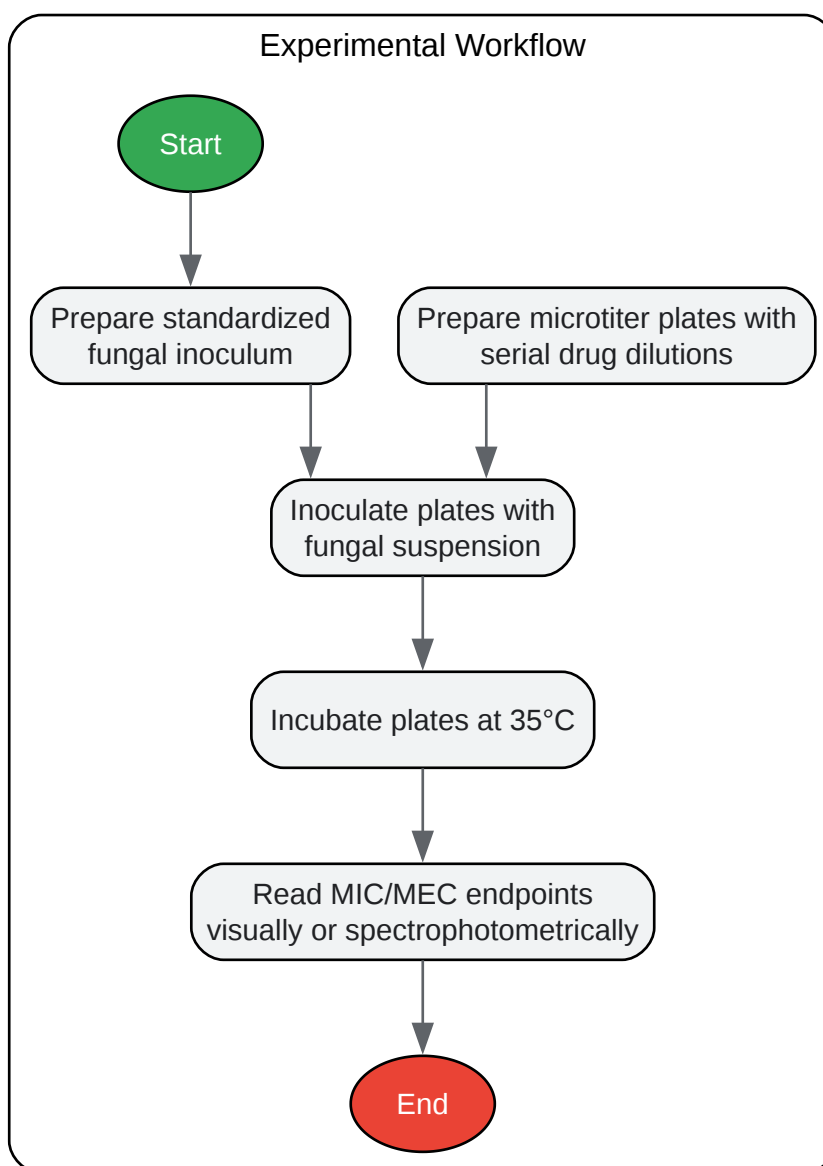 Experimental Workflow
Start
Prepare standardized
fungal inoculum
Prepare microtiter plates with
serial drug dilutions
Inoculate plates with
fungal suspension
Incubate plates at 35°C
Read MIC/MEC endpoints
visually or spectrophotometrically
End